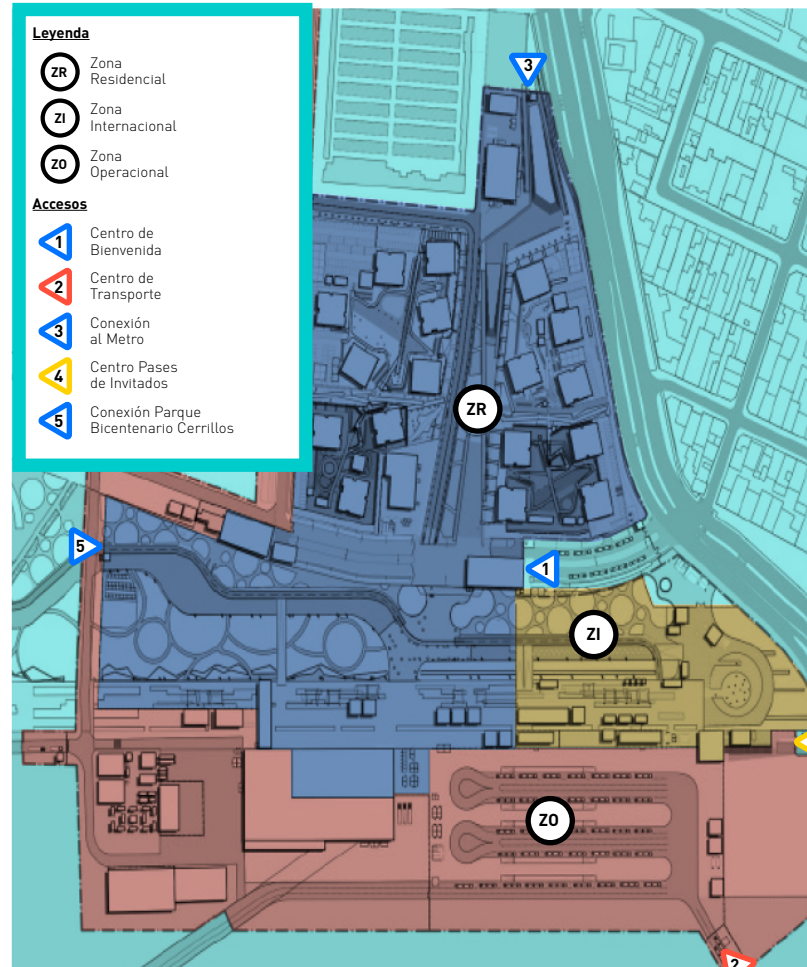 Leyenda
ZR
Zona
Residencial
ZI
Zona
Internacional
ZO
Zona
Operacional
Accesos
1
Centro de
Bienvenida
2
Centro de
Transporte
3
Conexión
al Metro
4
Centro Pases
de Invitados
5
Conexión Parque
Bicentenario Cerrillos
3
ZR
5
1
ZI
ZO
2